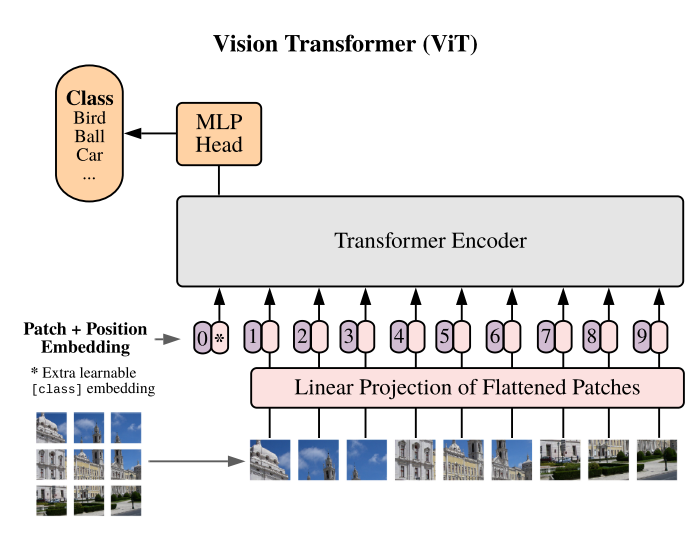 Vision Transformer (ViT)
Class
Bird
Ball
Car
...
MLP
Head
Transformer Encoder
Patch + Position
Embedding
0 * 1 2 3 4 5 6 7 8 9
* Extra learnable
[class] embedding
Linear Projection of Flattened Patches